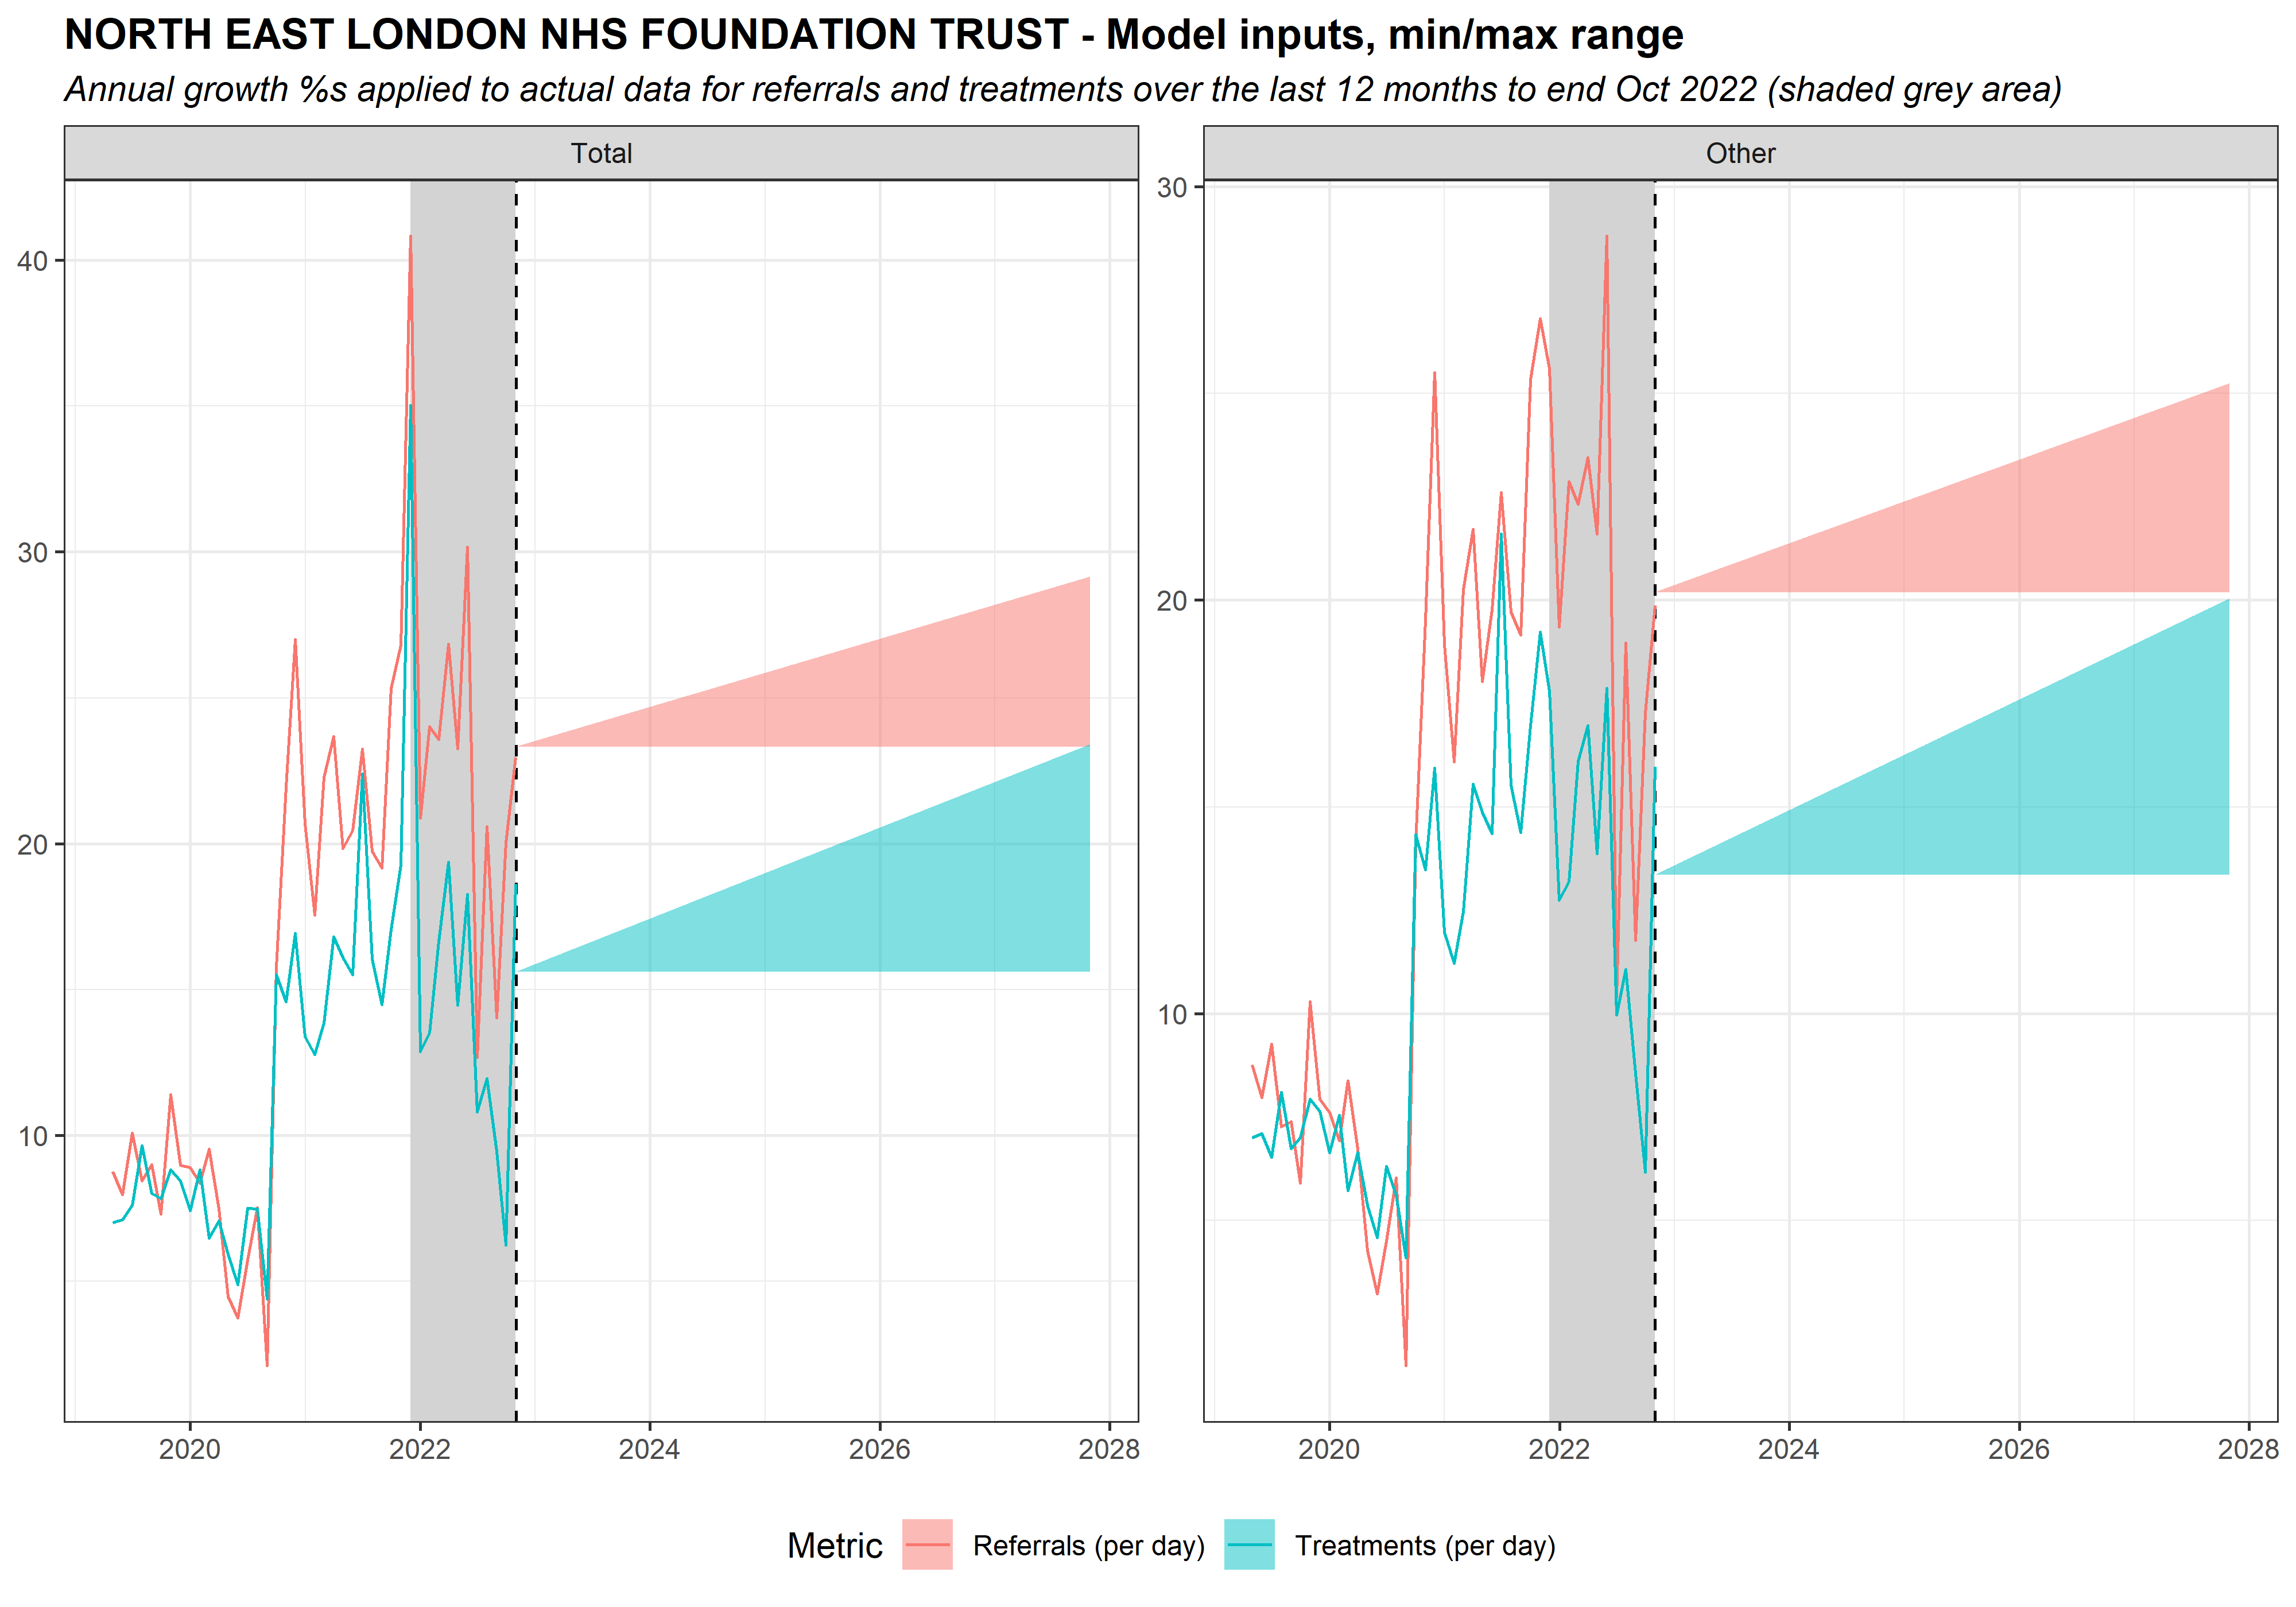 NORTH EAST LONDON NHS FOUNDATION TRUST - Model inputs, min/max range
Annual growth %s applied to actual data for referrals and treatments over the last 12 months to end Oct 2022 (shaded grey area)
Total
40
30
20
10
2020 2022 2024 2026 2028
Other
30
20
10
2020 2022 2024 2026 2028
Metric Referrals (per day) Treatments (per day)